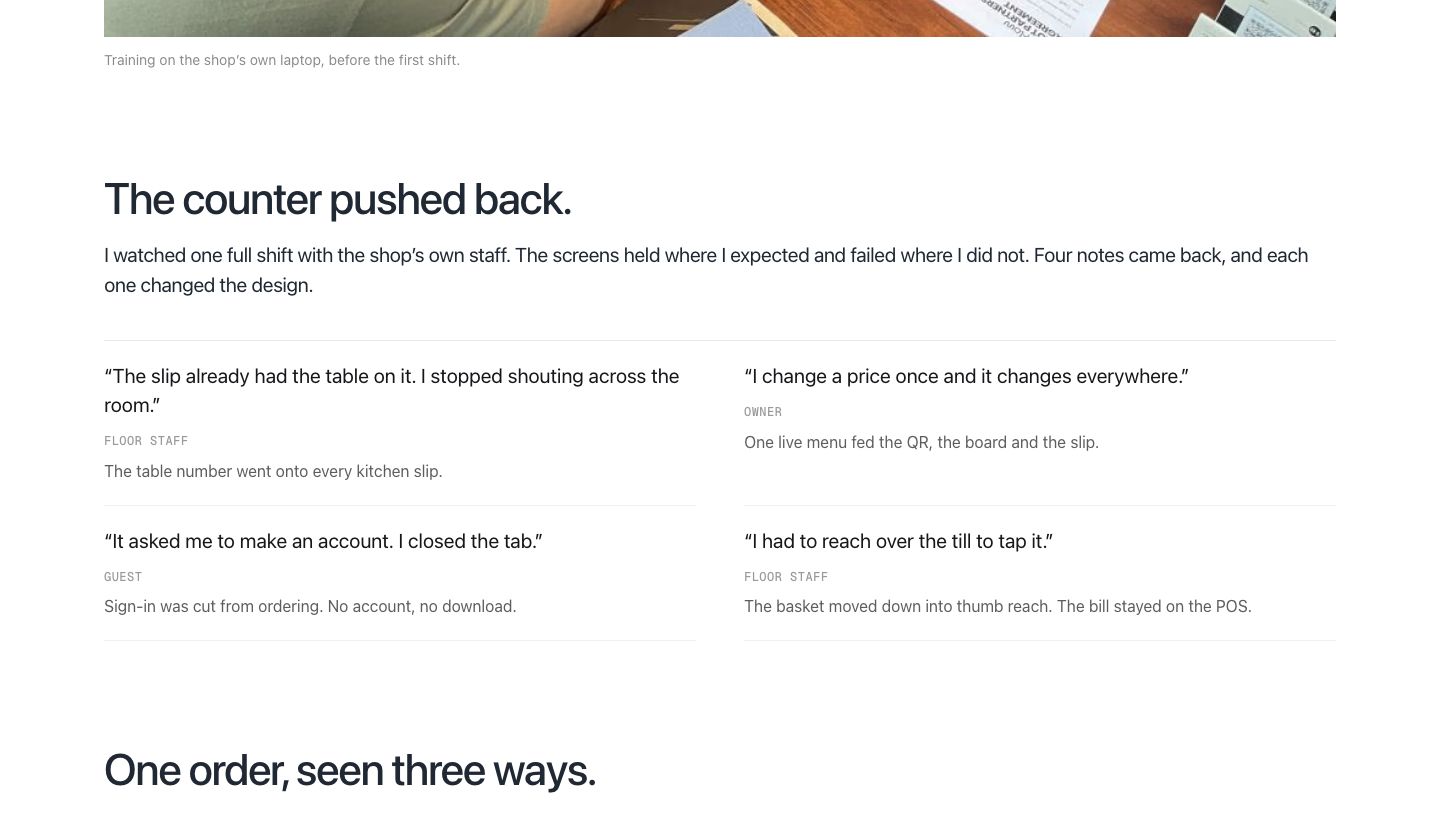 Training on the shop’s own laptop, before the first shift.
The counter pushed back.
I watched one full shift with the shop’s own staff. The screens held where I expected and failed where I did not. Four notes came back, and each
one changed the design.
“The slip already had the table on it. I stopped shouting across the
room.”
FLOOR STAFF
The table number went onto every kitchen slip.
“I change a price once and it changes everywhere.”
OWNER
One live menu fed the QR, the board and the slip.
“It asked me to make an account. I closed the tab.”
GUEST
Sign-in was cut from ordering. No account, no download.
“I had to reach over the till to tap it.”
FLOOR STAFF
The basket moved down into thumb reach. The bill stayed on the POS.
One order, seen three ways.